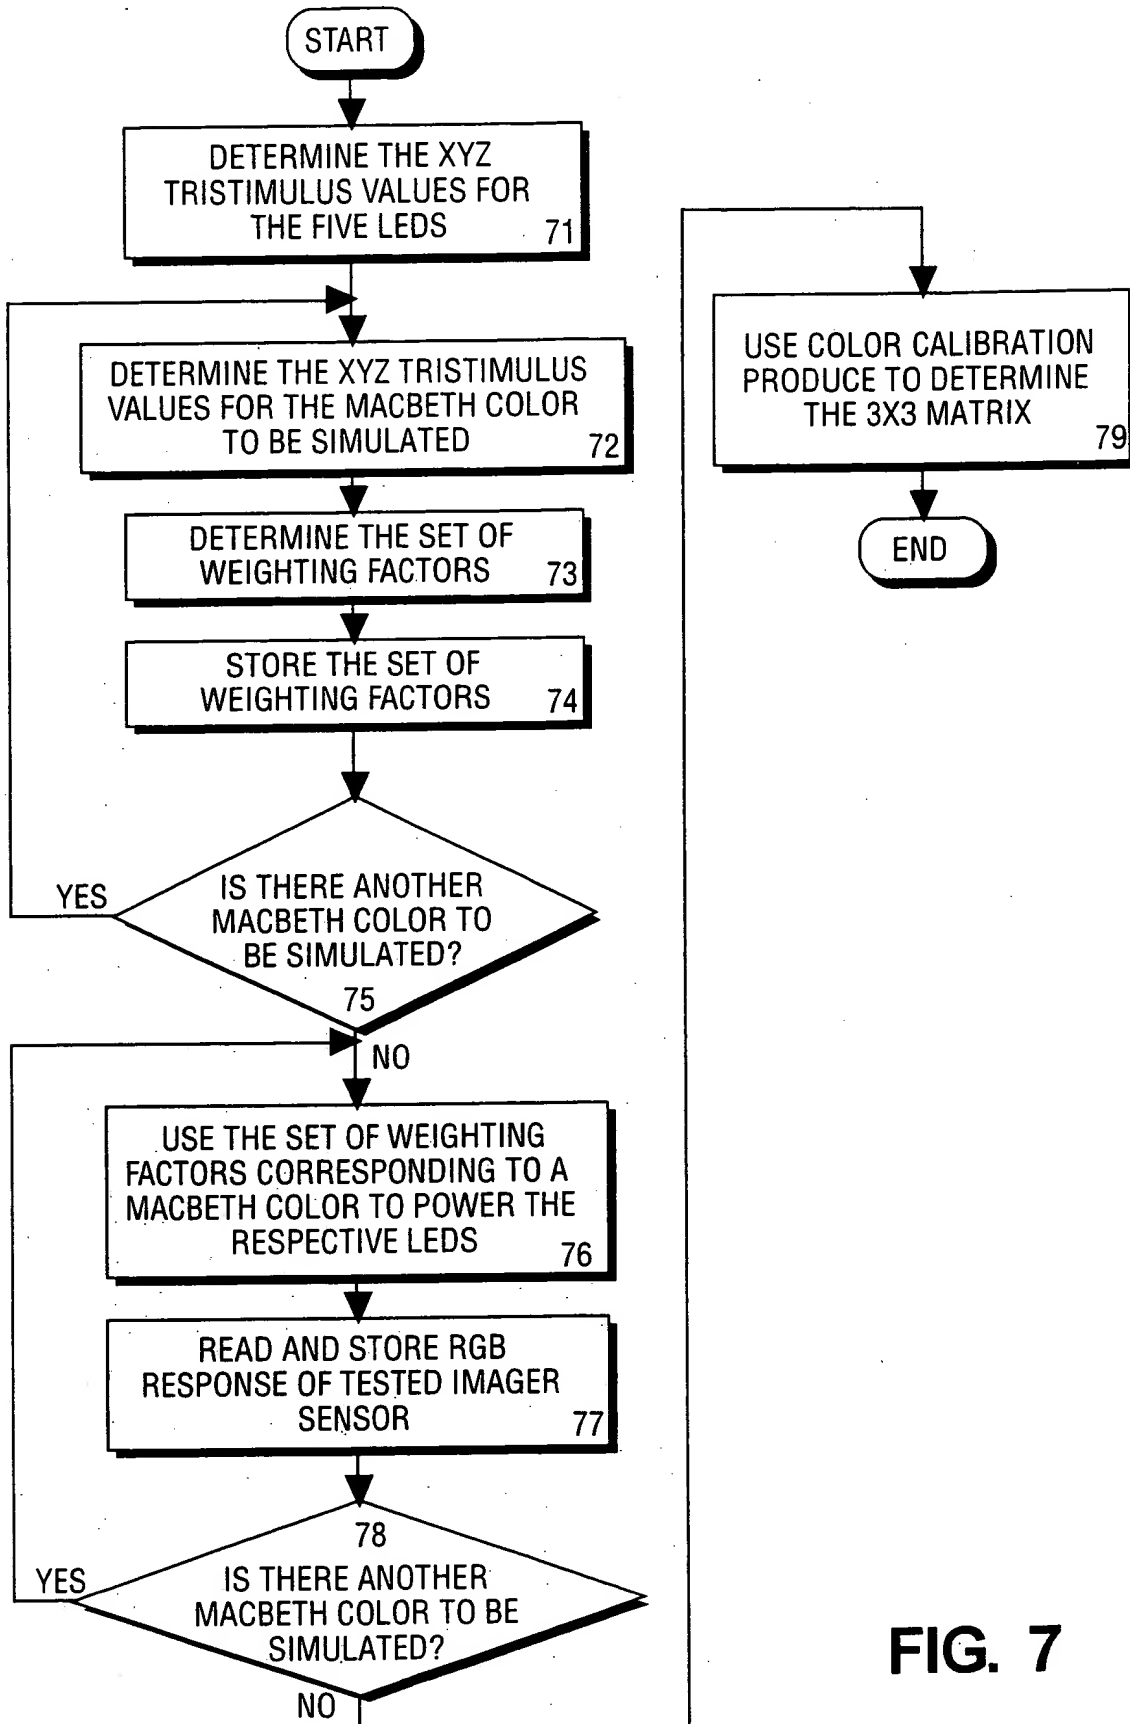 START
DETERMINE THE XYZ
TRISTIMULUS VALUES FOR
THE FIVE LEDS
71
DETERMINE THE XYZ TRISTIMULUS
VALUES FOR THE MACBETH COLOR
TO BE SIMULATED
72
DETERMINE THE SET OF
WEIGHTING FACTORS
73
STORE THE SET OF
WEIGHTING FACTORS
74
YES
IS THERE ANOTHER
MACBETH COLOR TO
BE SIMULATED?
75
NO
USE THE SET OF WEIGHTING
FACTORS CORRESPONDING TO A
MACBETH COLOR TO POWER THE
RESPECTIVE LEDS
76
READ AND STORE RGB
RESPONSE OF TESTED IMAGER
SENSOR
77
78
YES
IS THERE ANOTHER
MACBETH COLOR TO BE
SIMULATED?
NO
USE COLOR CALIBRATION
PRODUCE TO DETERMINE
THE 3X3 MATRIX
79
END
FIG. 7